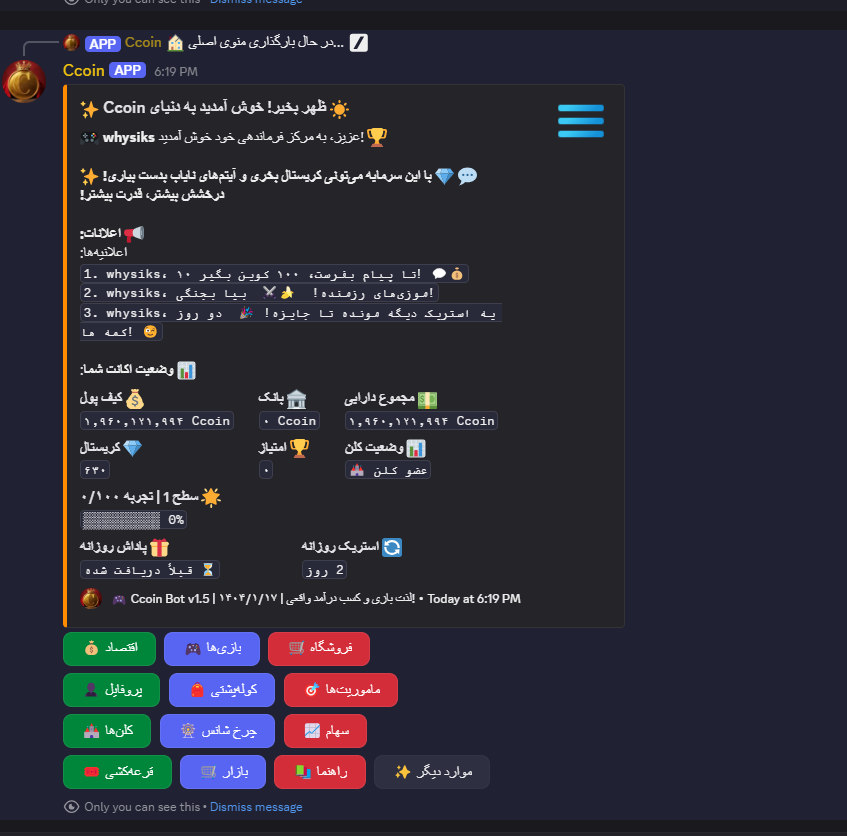 Only you can see this • Dismiss message
APP Ccoin 🏠 در حال بارگذاری منوی اصلی...
Ccoin APP 6:19 PM
✨ ظهر بخیر! خوش آمدید به دنیای Ccoin ☀️
🎮 whysiks عزیز، به مرکز فرماندهی خود خوش آمدید! 🏆
✨ با این سرمایه می‌تونی کریستال بخری و آیتم‌های نایاب بدست بیاری! 💎 💬
درخشش بیشتر، قدرت بیشتر!
📢 اعلانات:
اعلانیه‌ها:
1. whysiks، ۱۰ تا پیام بفرست، ۱۰۰ کوین بگیر! 💬💰
2. whysiks، بیا بجنگی ⚔️🍌 موزی‌های رزمنده!
3. whysiks، دو روز 🎉 یه استریک دیگه مونده تا جایزه!
کمه ها! 😉
📊 وضعیت اکانت شما:
💰 کیف پول
🏦 بانک
💵 مجموع دارایی
۱,۹۶۰,۱۲۱,۹۹۴ Ccoin
۰ Ccoin
۱,۹۶۰,۱۲۱,۹۹۴ Ccoin
💎 کریستال
🏆 امتیاز
📊 وضعیت کلن
۶۳۰
۰
عضو کلن 🏰
🌟 سطح 1 | تجربه ۰/۱۰۰
▒▒▒▒▒▒▒▒▒▒ 0%
🎁 پاداش روزانه
🔄 استریک روزانه
⏳ قبلاً دریافت شده
2 روز
🎮 Ccoin Bot v1.5 | ۱۴۰۴/۱/۱۷ | لذت بازی و کسب درآمد واقعی! • Today at 6:19 PM
💰 اقتصاد
🎮 بازی‌ها
🛒 فروشگاه
👤 پروفایل
🎒 کوله‌پشتی
🎯 ماموریت‌ها
🏰 کلن‌ها
🎡 چرخ شانس
📈 سهام
🎟️ قرعه‌کشی
🛒 بازار
راهنما
✨ موارد دیگر
Only you can see this • Dismiss message